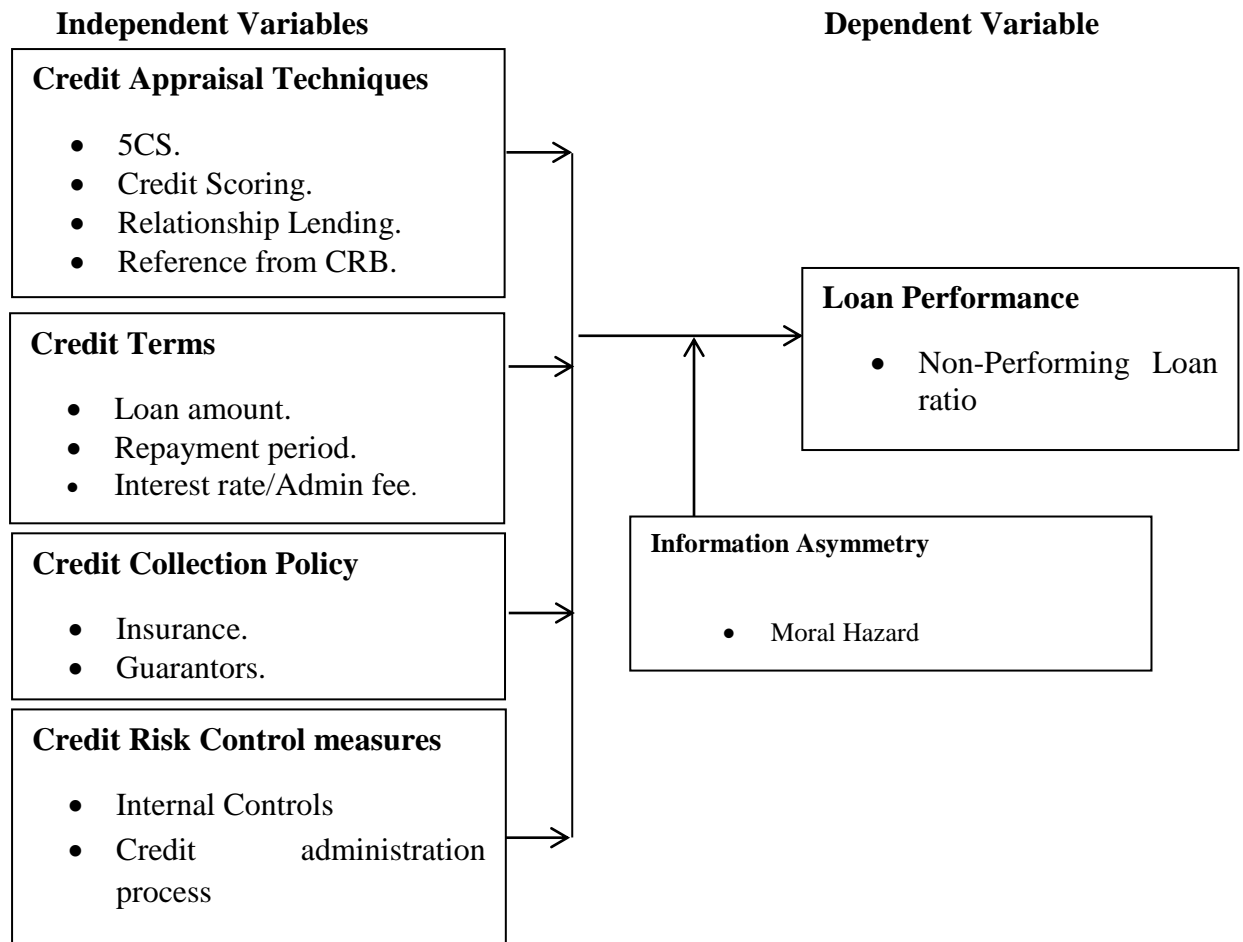 Independent Variables
Dependent Variable
Credit Appraisal Techniques
• 5CS.
• Credit Scoring.
• Relationship Lending.
• Reference from CRB.
Credit Terms
• Loan amount.
• Repayment period.
• Interest rate/Admin fee.
Credit Collection Policy
• Insurance.
• Guarantors.
Credit Risk Control measures
• Internal Controls
• Credit administration
process
Loan Performance
• Non-Performing Loan
ratio
Information Asymmetry
• Moral Hazard